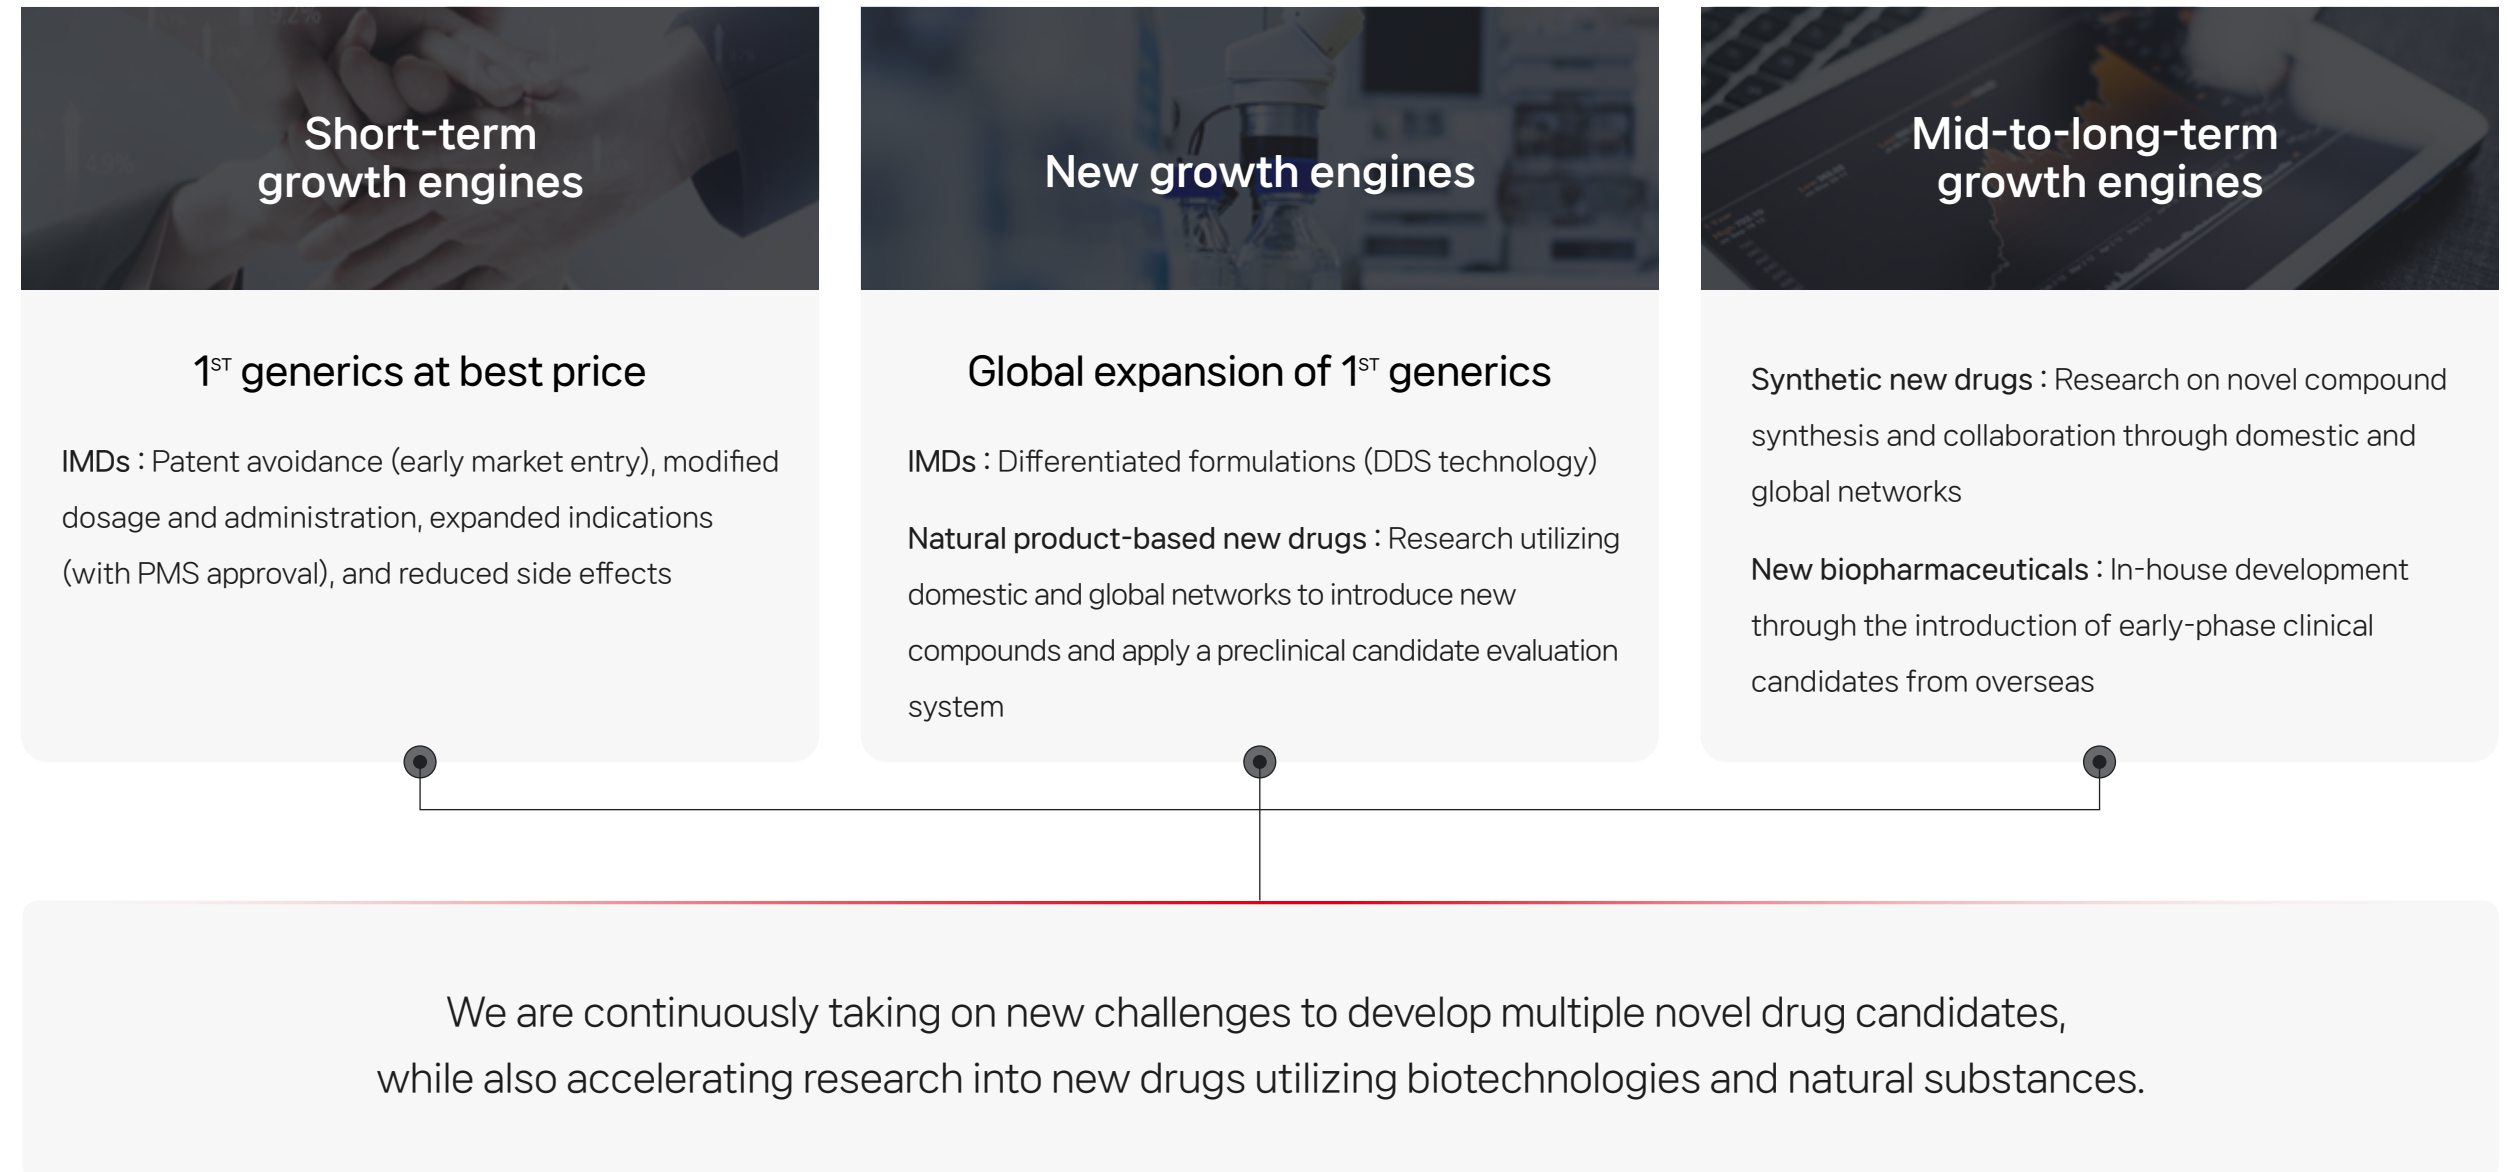 Short-term
growth engines
1ST generics at best price
IMDs : Patent avoidance (early market entry), modified
dosage and administration, expanded indications
(with PMS approval), and reduced side effects
New growth engines
Global expansion of 1ST generics
IMDs : Differentiated formulations (DDS technology)
Natural product-based new drugs : Research utilizing
domestic and global networks to introduce new
compounds and apply a preclinical candidate evaluation
system
Mid-to-long-term
growth engines
Synthetic new drugs : Research on novel compound
synthesis and collaboration through domestic and
global networks
New biopharmaceuticals : In-house development
through the introduction of early-phase clinical
candidates from overseas
We are continuously taking on new challenges to develop multiple novel drug candidates,
while also accelerating research into new drugs utilizing biotechnologies and natural substances.